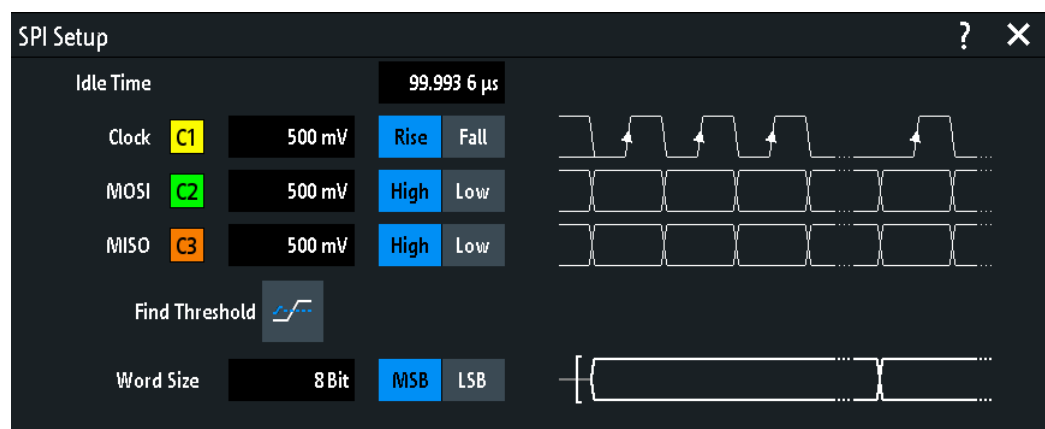 SPI Setup ? ✕
Idle Time 99.993 6 µs
Clock C1 500 mV Rise Fall
MOSI C2 500 mV High Low
MISO C3 500 mV High Low
Find Threshold
Word Size 8 Bit MSB LSB